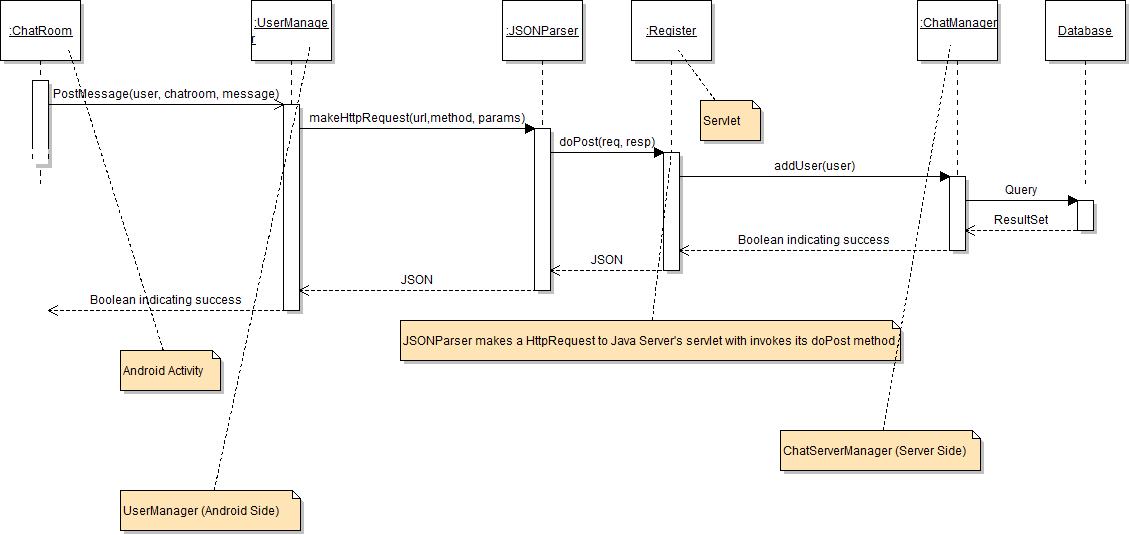 :ChatRoom
:UserManage
r
:JSONParser
:Register
:ChatManager
Database
PostMessage(user, chatroom, message)
makeHttpRequest(url,method, params)
Servlet
doPost(req, resp)
addUser(user)
Query
ResultSet
Boolean indicating success
JSON
JSON
Boolean indicating success
JSONParser makes a HttpRequest to Java Server's servlet with invokes its doPost method
Android Activity
ChatServerManager (Server Side)
UserManager (Android Side)